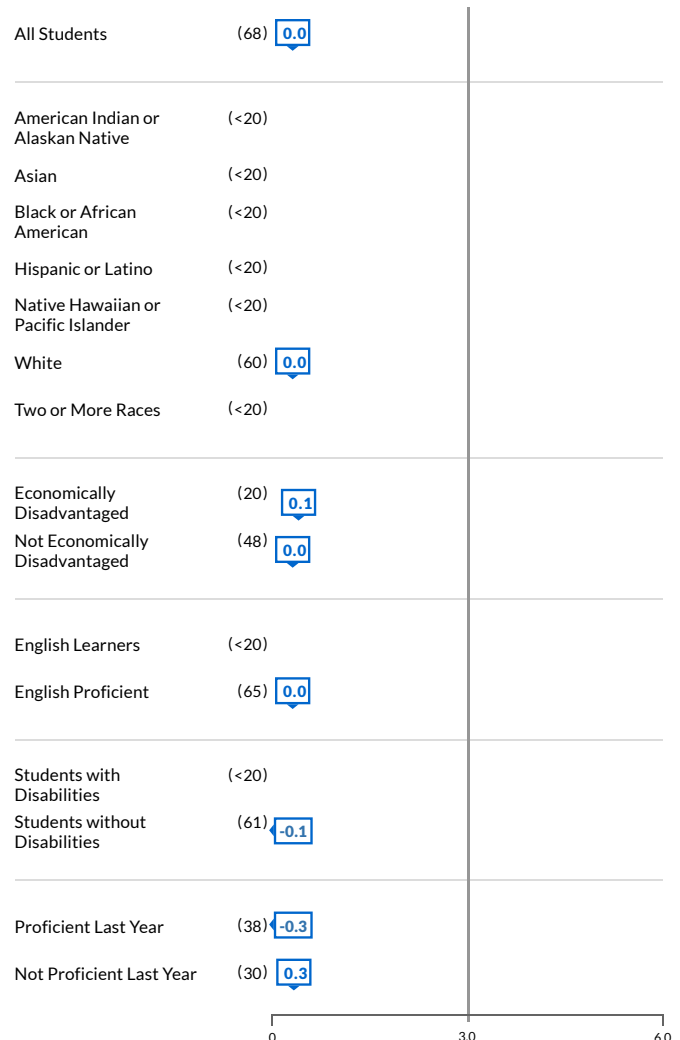 All Students (68) 0.0
American Indian or (<20)
Alaskan Native
Asian (<20)
Black or African (<20)
American
Hispanic or Latino (<20)
Native Hawaiian or (<20)
Pacific Islander
White (60) 0.0
Two or More Races (<20)
Economically (20) 0.1
Disadvantaged
Not Economically (48) 0.0
Disadvantaged
English Learners (<20)
English Proficient (65) 0.0
Students with (<20)
Disabilities
Students without (61) -0.1
Disabilities
Proficient Last Year (38) -0.3
Not Proficient Last Year (30) 0.3
0 3.0 6.0